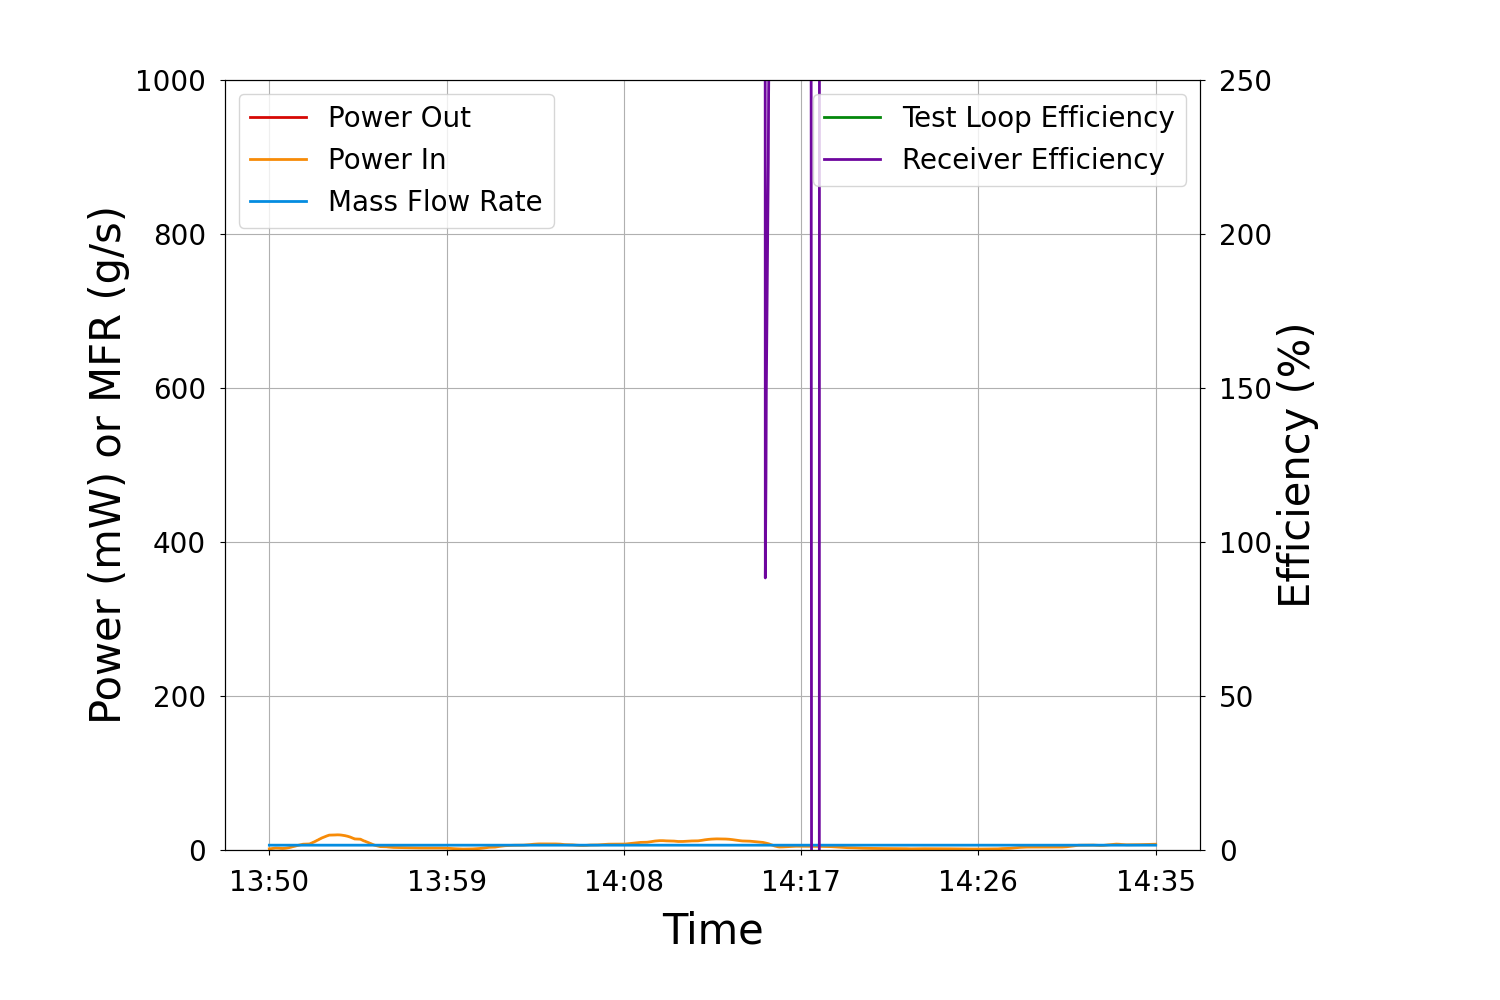 Power Out
Power In
Mass Flow Rate
Test Loop Efficiency
Receiver Efficiency
Power (mW) or MFR (g/s)
1000
800
600
400
200
0
250
200
150
100
50
0
Efficiency (%)
13:50
13:59
14:08
14:17
14:26
14:35
Time